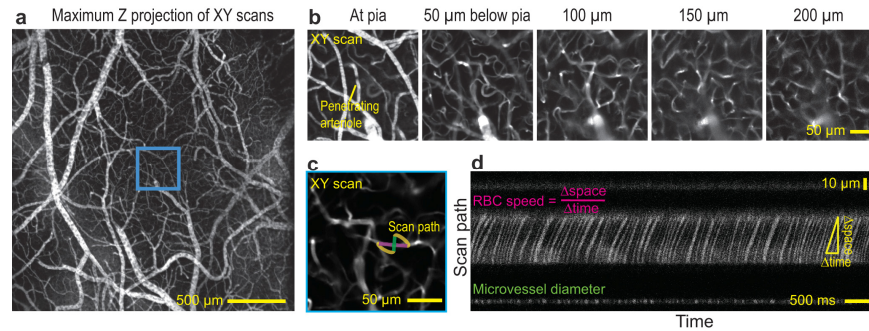 a Maximum Z projection of XY scans
500 µm
b At pia 50 µm below pia 100 µm 150 µm 200 µm
XY scan
Penetrating
arteriole
50 µm
c
XY scan
Scan path
50 µm
d
Scan path
10 µm
RBC speed = Δspace
Δtime
Δspace
Δtime
Microvessel diameter
500 ms
Time